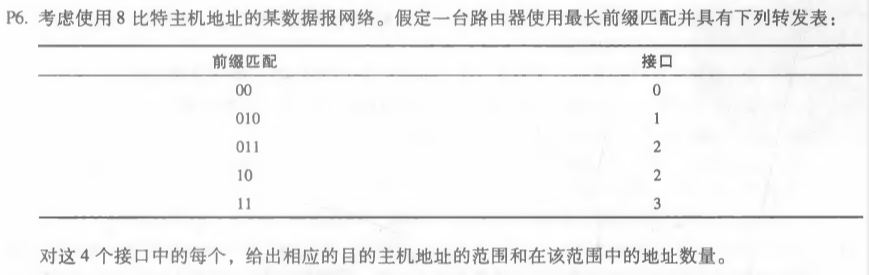 P6. 考虑使用8比特主机地址的某数据报网络。假定一台路由器使用最长前缀匹配并具有下列转发表：
前缀匹配 接口
00 0
010 1
011 2
10 2
11 3
对这4个接口中的每个，给出相应的目的主机地址的范围和在该范围中的地址数量。